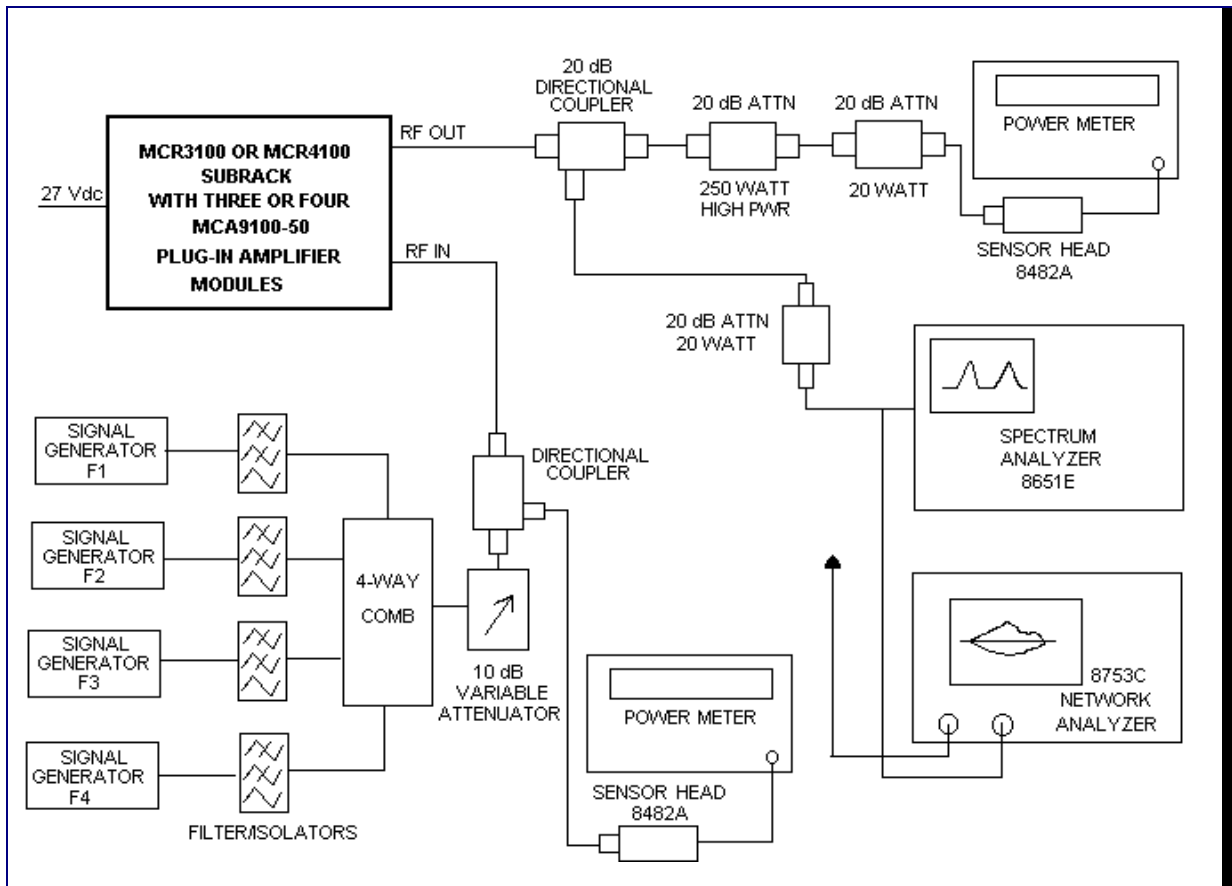 20 dB
DIRECTIONAL
COUPLER
20 dB ATTN
20 dB ATTN
POWER METER
RF OUT
MCR3100 OR MCR4100
SUBRACK
WITH THREE OR FOUR
MCA9100-50
PLUG-IN AMPLIFIER
MODULES
27 Vdc
250 WATT
HIGH PWR
20 WATT
SENSOR HEAD
8482A
RF IN
20 dB ATTN
20 WATT
SPECTRUM
ANALYZER
8651E
SIGNAL
GENERATOR
F1
DIRECTIONAL
COUPLER
SIGNAL
GENERATOR
F2
4-WAY
COMB
SIGNAL
GENERATOR
F3
10 dB
VARIABLE
ATTENUATOR
POWER METER
8753C
NETWORK
ANALYZER
SIGNAL
GENERATOR
F4
FILTER/ISOLATORS
SENSOR HEAD
8482A